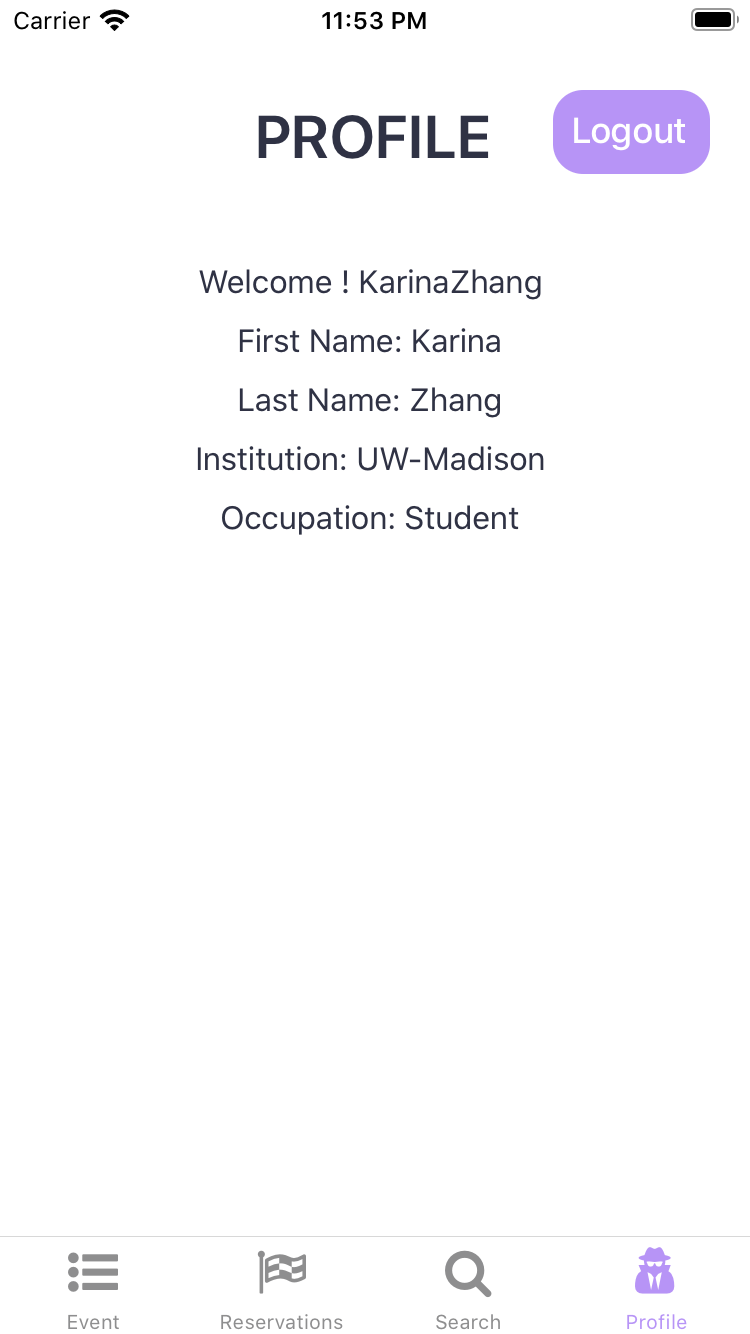 Carrier 11:53 PM
PROFILE Logout
Welcome ! KarinaZhang
First Name: Karina
Last Name: Zhang
Institution: UW-Madison
Occupation: Student
Event Reservations Search Profile